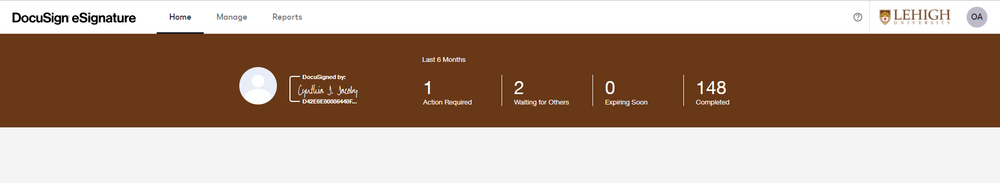 DocuSign eSignature
Home
Manage
Reports
LEHIGH
UNIVERSITY
OA
Last 6 Months
DocuSigned by:
Cynthia J. Jacoby
D42E6E80886440F...
1
Action Required
2
Waiting for Others
0
Expiring Soon
148
Completed